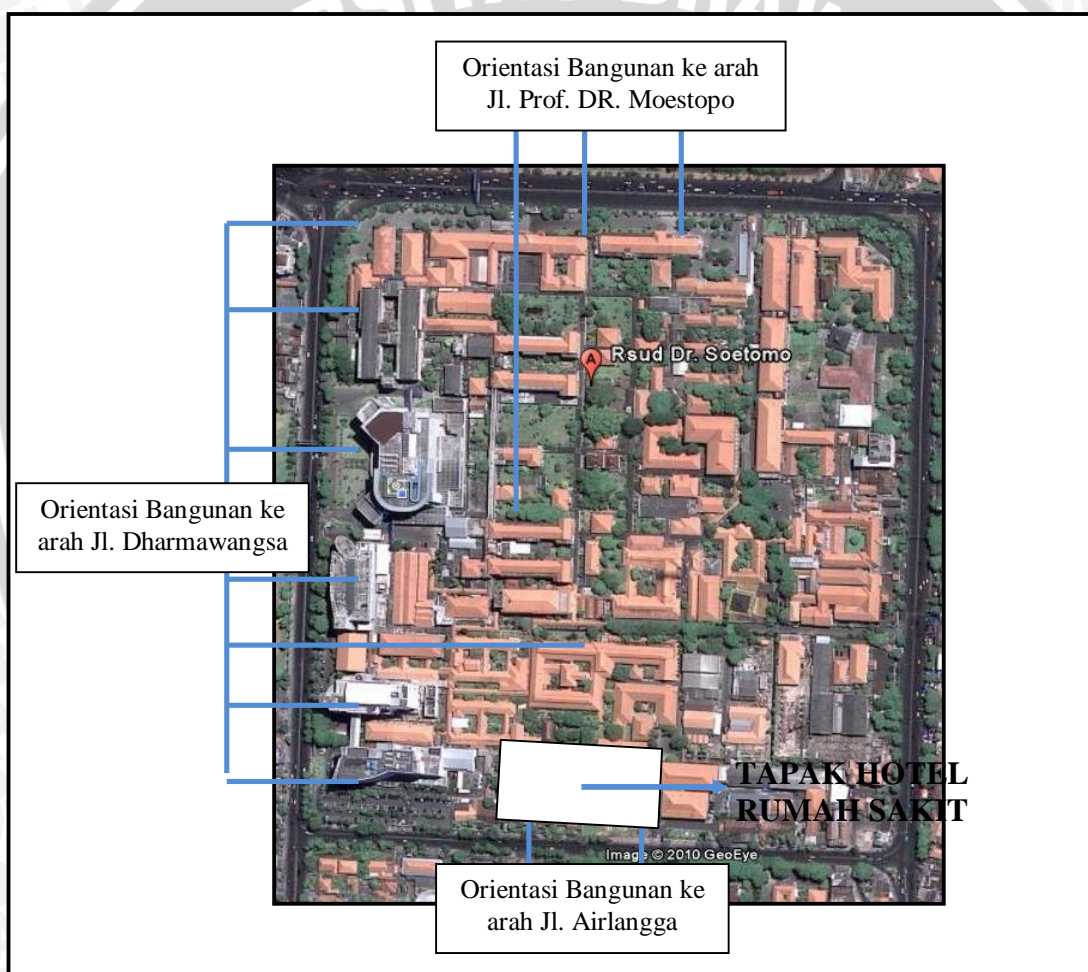 Orientasi Bangunan ke arah
Jl. Prof. DR. Moestopo
A
Rsud Dr. Soetomo
Orientasi Bangunan ke
arah Jl. Dharmawangsa
TAPAK HOTEL
RUMAH SAKIT
Image © 2010 GeoEye
Orientasi Bangunan ke
arah Jl. Airlangga